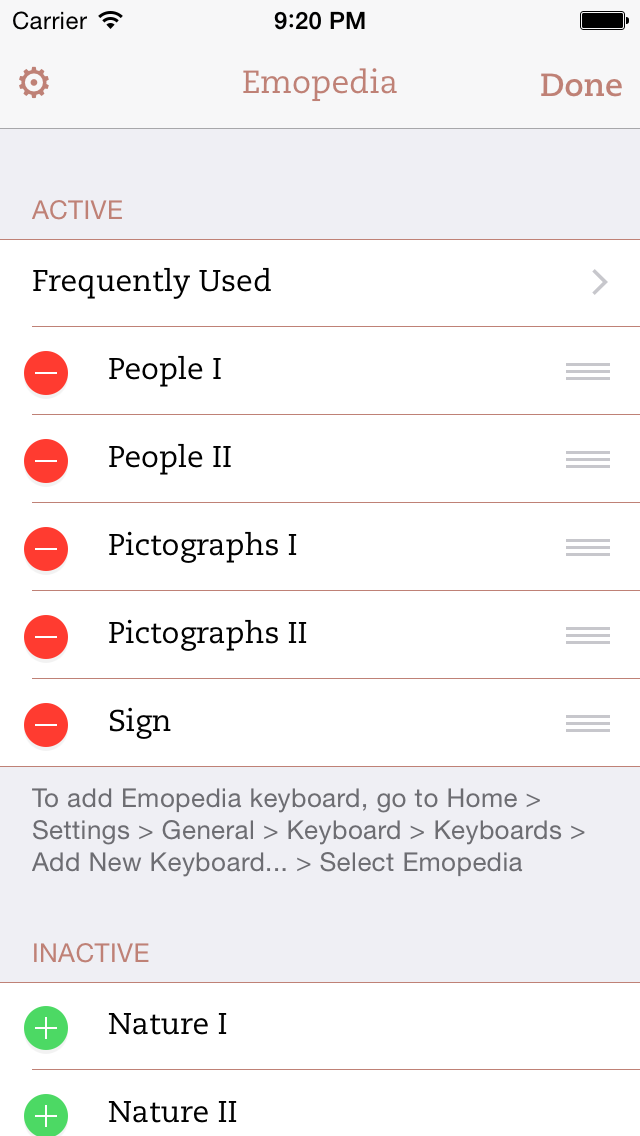 Carrier 9:20 PM
Emopedia Done
ACTIVE
Frequently Used
People I
People II
Pictographs I
Pictographs II
Sign
To add Emopedia keyboard, go to Home >
Settings > General > Keyboard > Keyboards >
Add New Keyboard... > Select Emopedia
INACTIVE
Nature I
Nature II